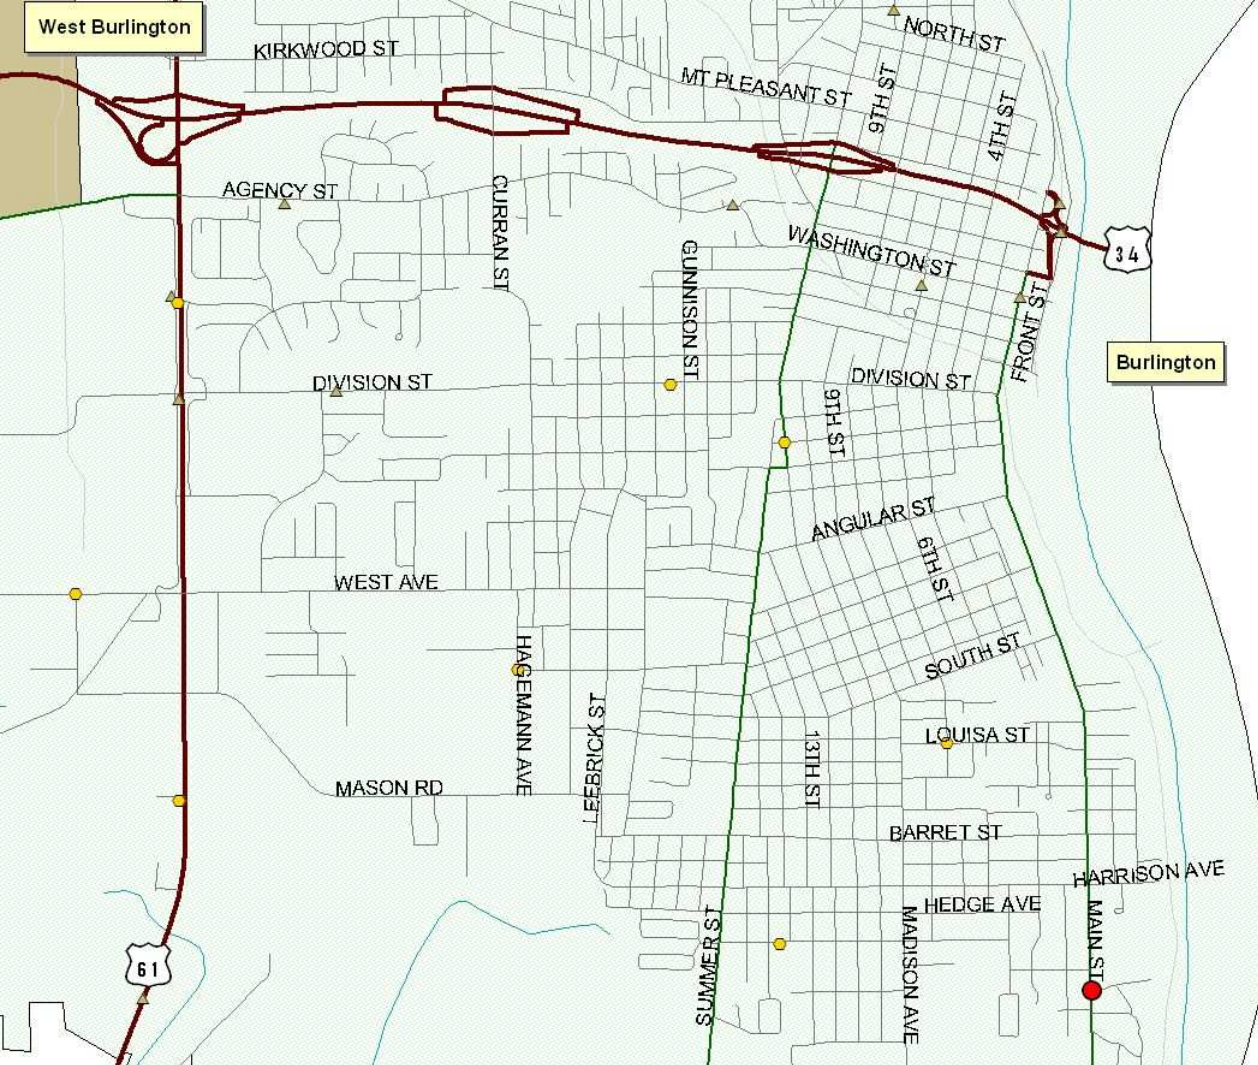 West Burlington
KIRKWOOD ST
NORTH ST
MT PLEASANT ST
9TH ST
4TH ST
AGENCY ST
CURRAN ST
GUNNISON ST
WASHINGTON ST
34
FRONT ST
Burlington
DIVISION ST
DIVISION ST
9TH ST
ANGULAR ST
6TH ST
WEST AVE
HAGEMANN AVE
SOUTH ST
LEEBRICK ST
LOUISA ST
13TH ST
MASON RD
BARRET ST
HARRISON AVE
HEDGE AVE
MAIN ST
SUMMER ST
MADISON AVE
61